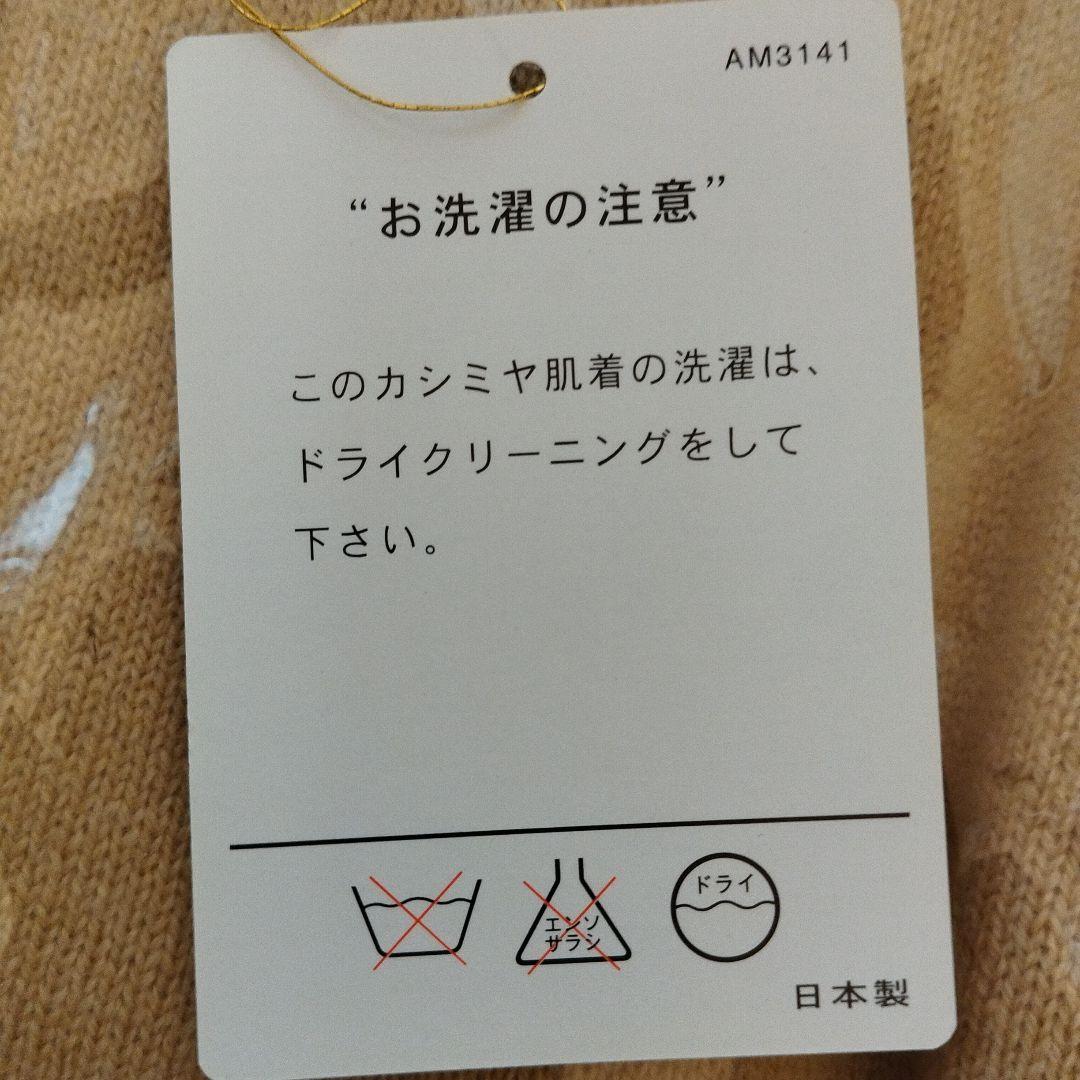 AM3141
“お洗濯の注意”
このカシミヤ肌着の洗濯は、
ドライクリーニングをして
下さい。
エンソ
サラシ
ドライ
日本製